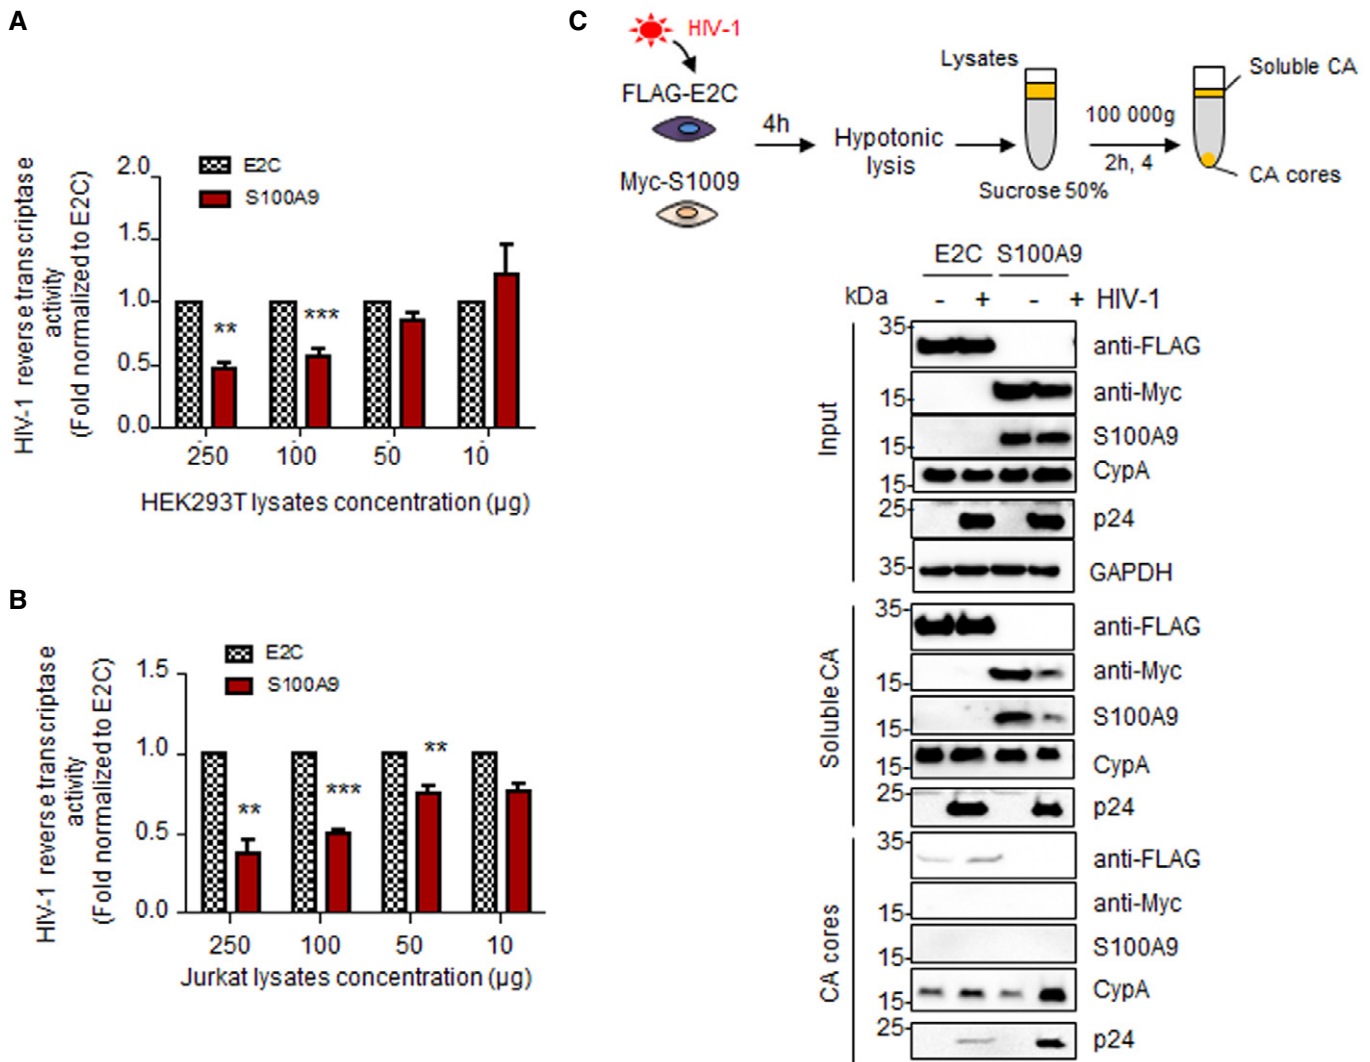 A
E2C
S100A9
HIV-1 reverse transcriptase
activity
(Fold normalized to E2C)
2.0
1.5
1.0
0.5
0.0
**
***
250 100 50 10
HEK293T lysates concentration (µg)
B
E2C
S100A9
HIV-1 reverse transcriptase
activity
(Fold normalized to E2C)
1.5
1.0
0.5
0.0
**
***
**
250 100 50 10
Jurkat lysates concentration (µg)
C
HIV-1
FLAG-E2C
Myc-S1009
4h
Hypotonic
lysis
Lysates
Sucrose 50%
100 000g
2h, 4
Soluble CA
CA cores
E2C S100A9
kDa - + - + HIV-1
Input
35- anti-FLAG
15- anti-Myc
15- S100A9
15- CypA
25- p24
35- GAPDH
Soluble CA
35- anti-FLAG
15- anti-Myc
15- S100A9
15- CypA
25- p24
CA cores
35- anti-FLAG
15- anti-Myc
15- S100A9
15- CypA
25- p24